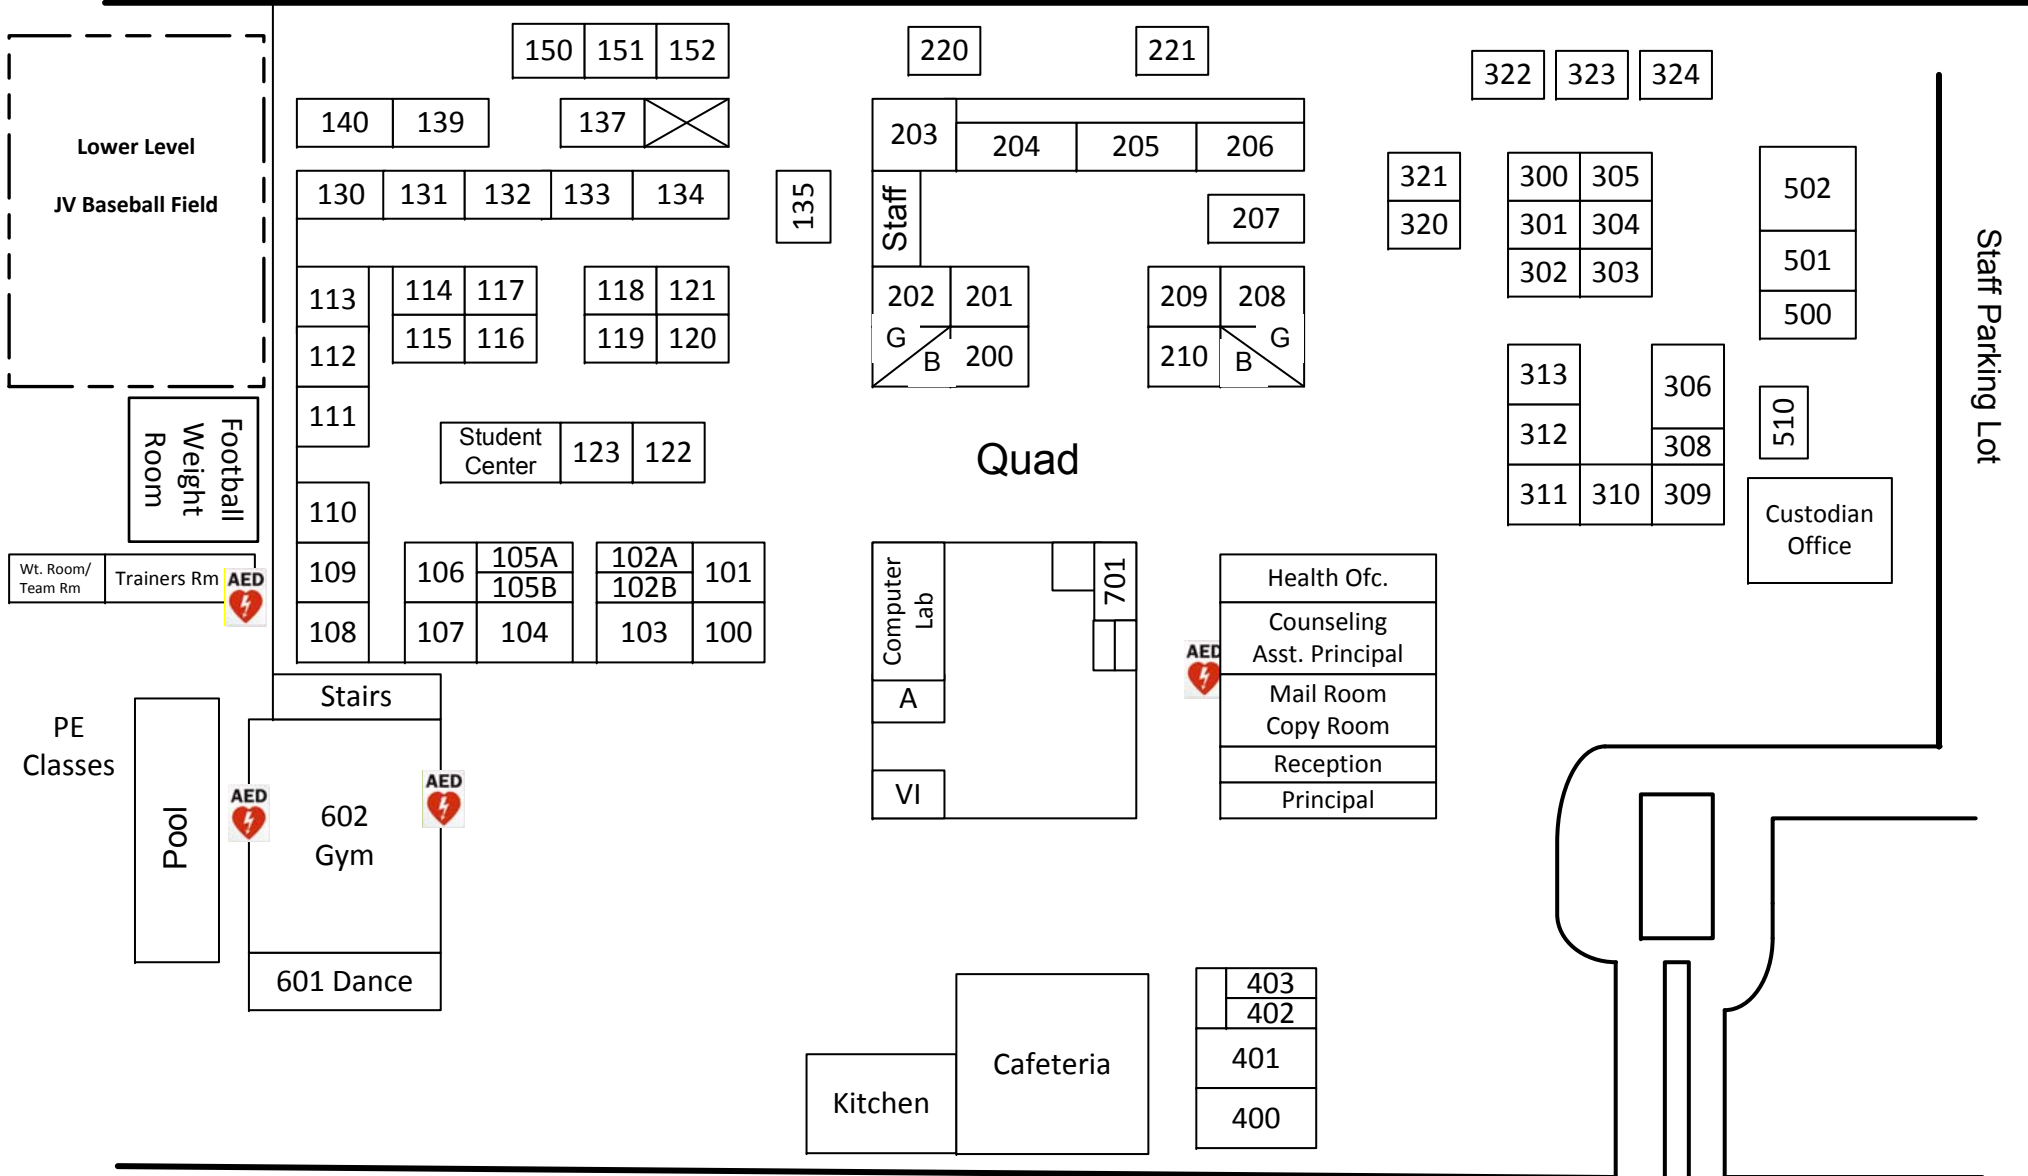 150 151 152
220
221
322 323 324
140 139
137
203
204 205 206
Lower Level
JV Baseball Field
130 131 132 133 134
135
Staff
207
321
320
300 305
301 304
302 303
502
501
500
Staff Parking Lot
113
112
111
114 117
115 116
118 121
119 120
202 201
G
B
200
209 208
210
B
G
313
312
311 310 309
306
308
510
Football
Weight
Room
Student
Center
123 122
Quad
Custodian
Office
110
109
108
Wt. Room/
Team Rm
Trainers Rm
AED
106
105A
105B
107 104
102A
102B
101
103 100
Computer
Lab
A
VI
701
AED
Health Ofc.
Counseling
Asst. Principal
Mail Room
Copy Room
Reception
Principal
PE
Classes
Pool
Stairs
AED
602
Gym
AED
601 Dance
Kitchen
Cafeteria
403
402
401
400